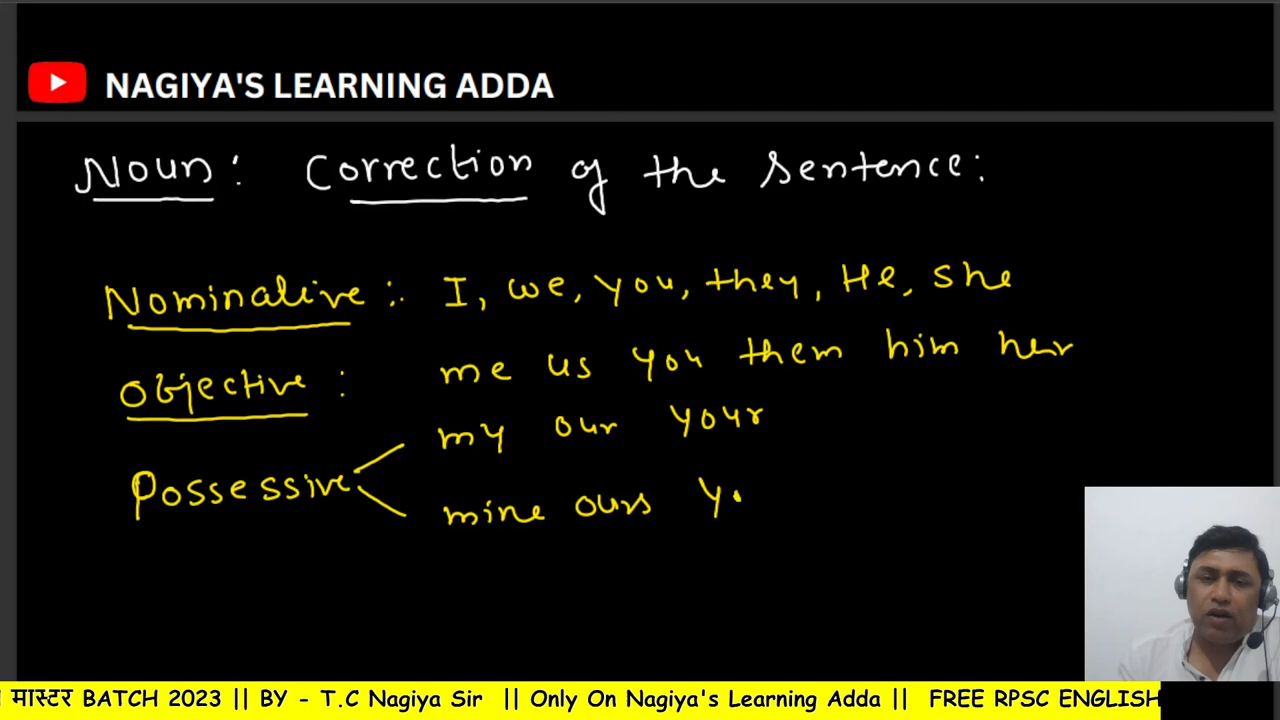 NAGIYA'S LEARNING ADDA
Noun: Correction of the sentence:
Nominative: I, we, you, they, He, she
Objective: me us you them him her
my our your
Possessive
mine ours Yo
मास्टर BATCH 2023 || BY - T.C Nagiya Sir || Only On Nagiya's Learning Adda || FREE RPSC ENGLISH